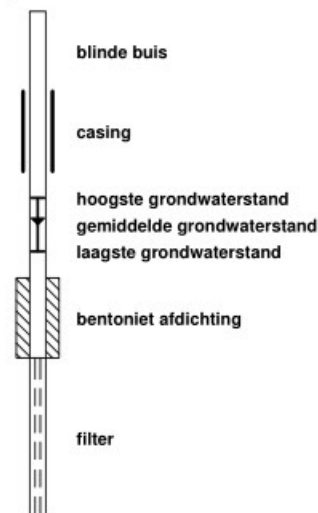 blinde buis
casing
hoogste grondwaterstand
gemiddelde grondwaterstand
laagste grondwaterstand
bentoniet afdichting
filter